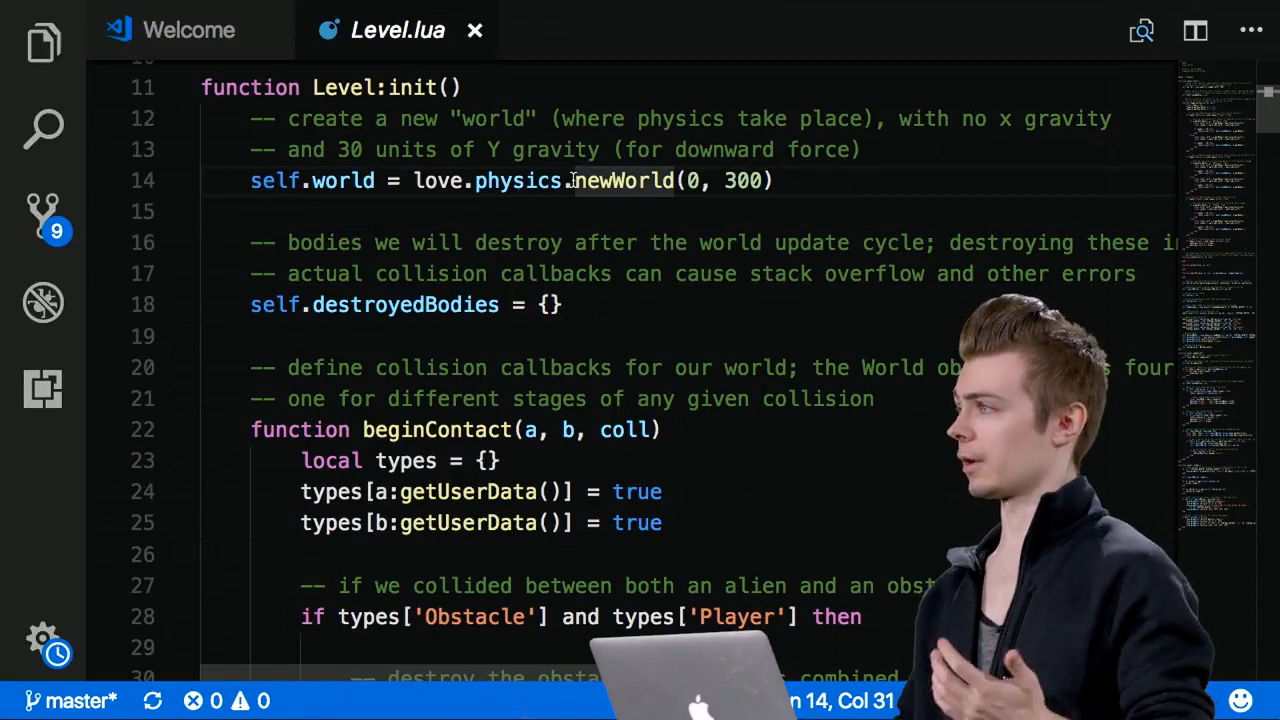 Welcome
Level.lua
11 function Level:init()
12 -- create a new "world" (where physics take place), with no x gravity
13 -- and 30 units of Y gravity (for downward force)
14 self.world = love.physics.newWorld(0, 300)
15
16 -- bodies we will destroy after the world update cycle; destroying these
17 -- actual collision callbacks can cause stack overflow and other errors
18 self.destroyedBodies = {}
19
20 -- define collision callbacks for our world; the World four
21 -- one for different stages of any given collision
22 function beginContact(a, b, coll)
23 local types = {}
24 types[a:getUserData()] = true
25 types[b:getUserData()] = true
26
27 -- if we collided between both an alien and an
28 if types['Obstacle'] and types['Player'] then
29
30 -- destroy the combined
9
master*
0 0
14, Col 31